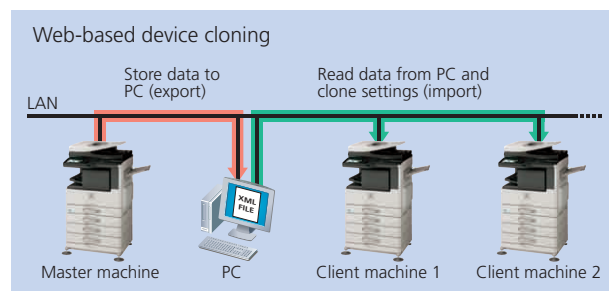 Web-based device cloning
Store data to
PC (export)
Read data from PC and
clone settings (import)
LAN
XML
FILE
Master machine
PC
Client machine 1
Client machine 2